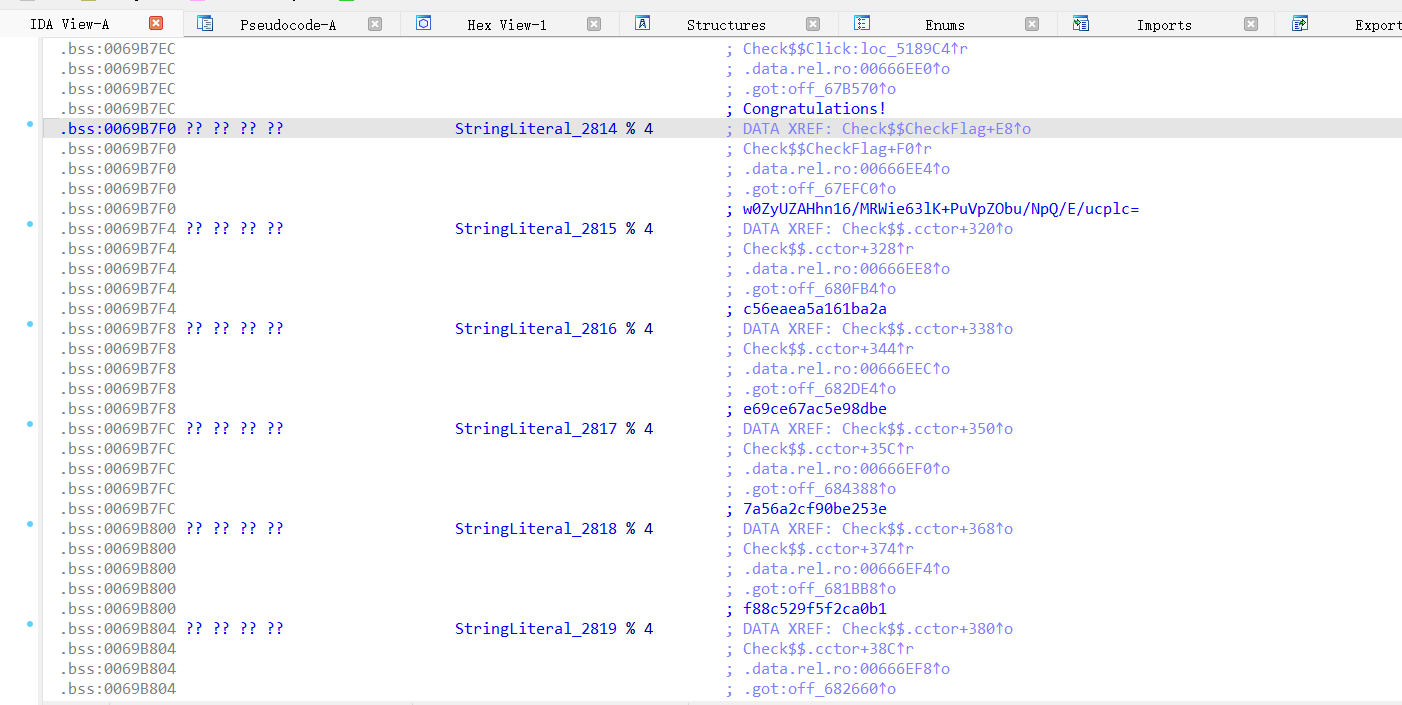 IDA View-A Pseudocode-A Hex View-1 Structures Enums Imports Export
.bss:0069B7EC ; Check$$Click:loc_5189C4↑r
.bss:0069B7EC ; .data.rel.ro:00666EE0↑o
.bss:0069B7EC ; .got:off_67B570↑o
.bss:0069B7EC ; Congratulations!
.bss:0069B7F0 ?? ?? ?? ?? StringLiteral_2814 % 4 ; DATA XREF: Check$$CheckFlag+E8↑o
.bss:0069B7F0 ; Check$$CheckFlag+F0↑r
.bss:0069B7F0 ; .data.rel.ro:00666EE4↑o
.bss:0069B7F0 ; .got:off_67EFC0↑o
.bss:0069B7F0 ; w0ZyUZAHhn16/MRWie63lK+PuVpZObu/NpQ/E/ucplc=
.bss:0069B7F4 ?? ?? ?? ?? StringLiteral_2815 % 4 ; DATA XREF: Check$$.cctor+320↑o
.bss:0069B7F4 ; Check$$.cctor+328↑r
.bss:0069B7F4 ; .data.rel.ro:00666EE8↑o
.bss:0069B7F4 ; .got:off_680FB4↑o
.bss:0069B7F4 ; c56eaea5a161ba2a
.bss:0069B7F8 ?? ?? ?? ?? StringLiteral_2816 % 4 ; DATA XREF: Check$$.cctor+338↑o
.bss:0069B7F8 ; Check$$.cctor+344↑r
.bss:0069B7F8 ; .data.rel.ro:00666EEC↑o
.bss:0069B7F8 ; .got:off_682DE4↑o
.bss:0069B7F8 ; e69ce67ac5e98dbe
.bss:0069B7FC ?? ?? ?? ?? StringLiteral_2817 % 4 ; DATA XREF: Check$$.cctor+350↑o
.bss:0069B7FC ; Check$$.cctor+35C↑r
.bss:0069B7FC ; .data.rel.ro:00666EF0↑o
.bss:0069B7FC ; .got:off_684388↑o
.bss:0069B7FC ; 7a56a2cf90be253e
.bss:0069B800 ?? ?? ?? ?? StringLiteral_2818 % 4 ; DATA XREF: Check$$.cctor+368↑o
.bss:0069B800 ; Check$$.cctor+374↑r
.bss:0069B800 ; .data.rel.ro:00666EF4↑o
.bss:0069B800 ; .got:off_681BB8↑o
.bss:0069B800 ; f88c529f5f2ca0b1
.bss:0069B804 ?? ?? ?? ?? StringLiteral_2819 % 4 ; DATA XREF: Check$$.cctor+380↑o
.bss:0069B804 ; Check$$.cctor+38C↑r
.bss:0069B804 ; .data.rel.ro:00666EF8↑o
.bss:0069B804 ; .got:off_682660↑o